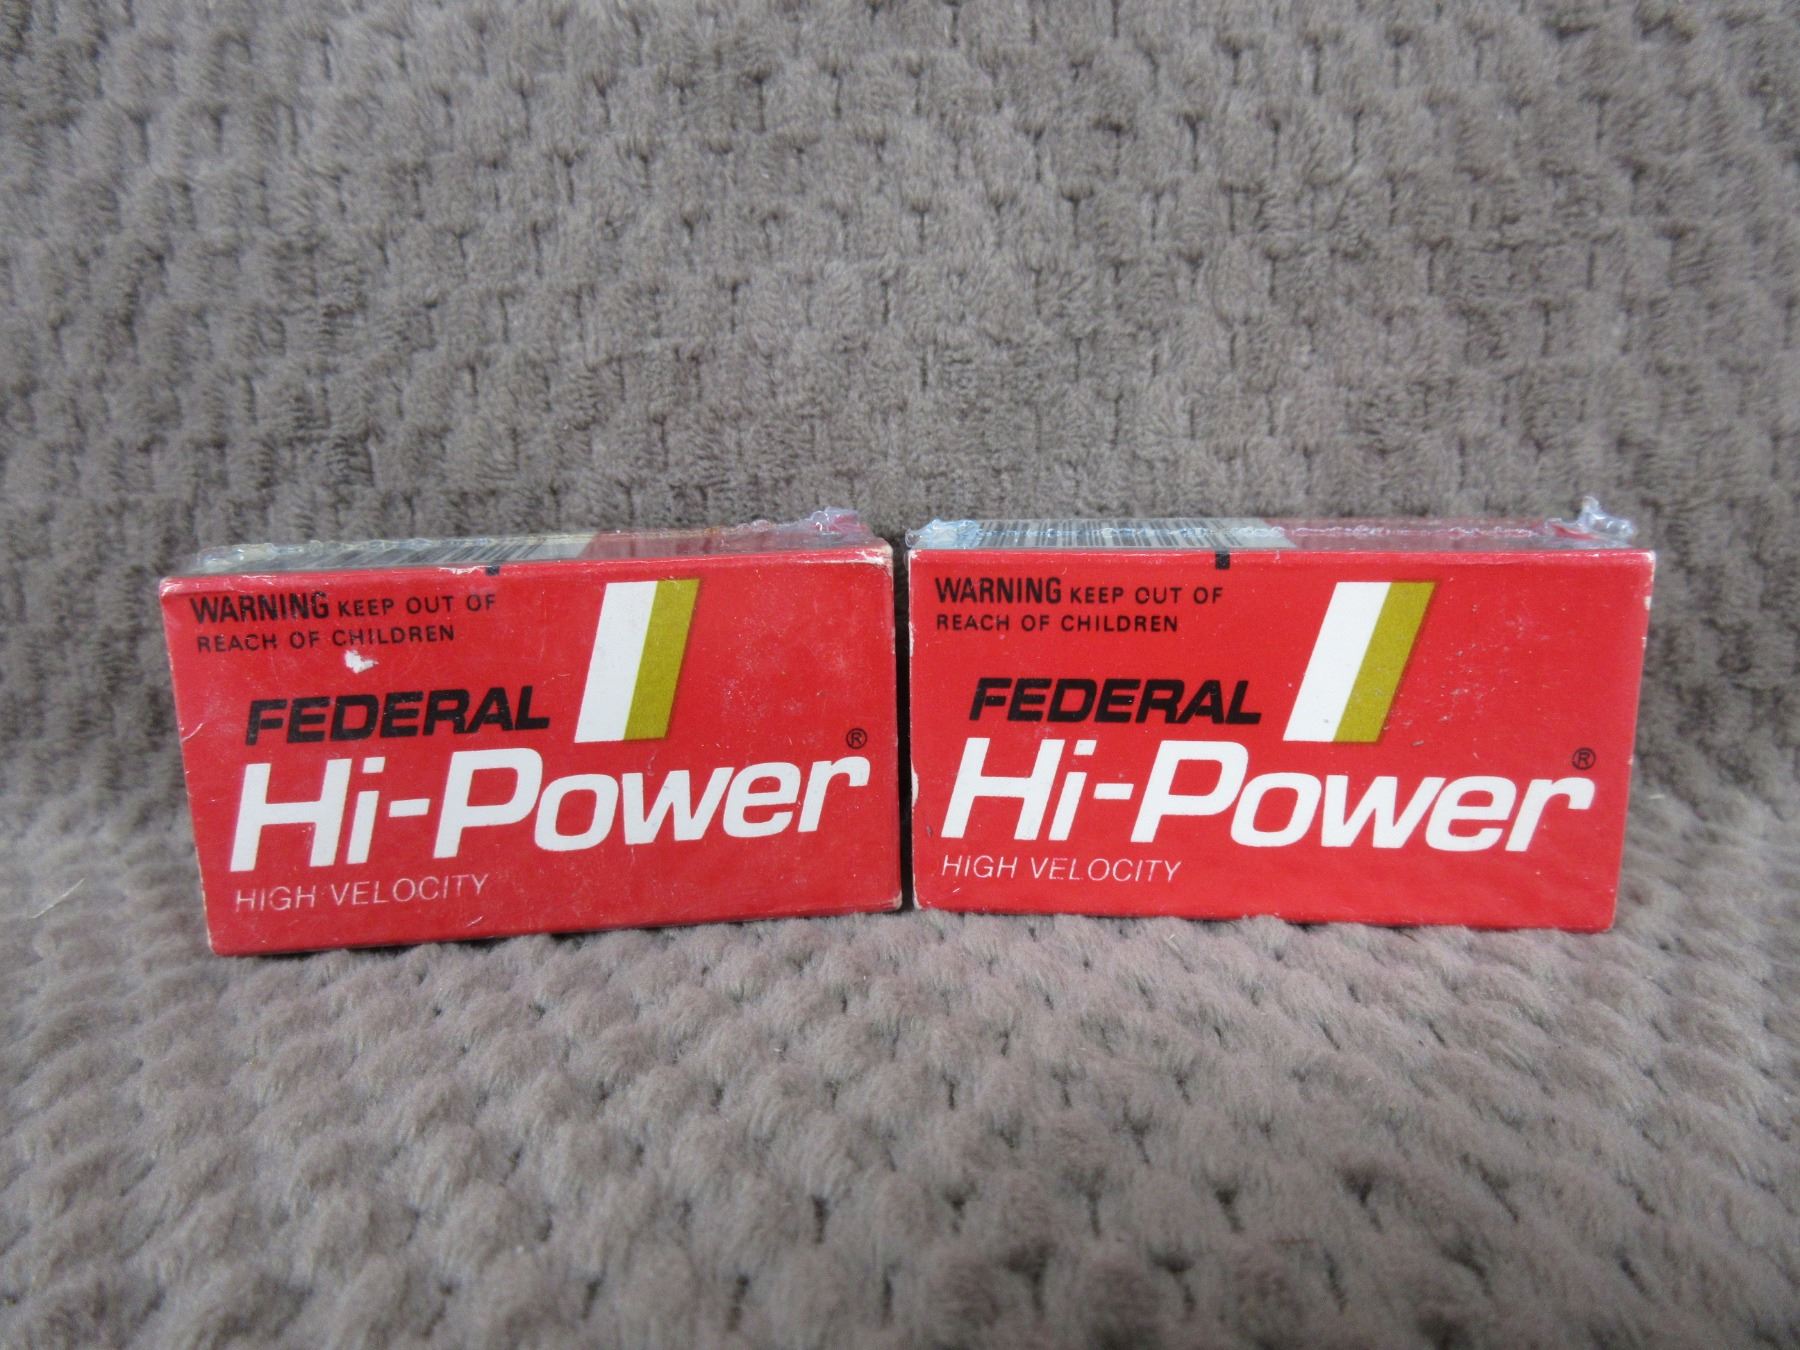 WARNING KEEP OUT OF
REACH OF CHILDREN
FEDERAL
Hi-Power®
HIGH VELOCITY
WARNING KEEP OUT OF
REACH OF CHILDREN
FEDERAL
Hi-Power®
HIGH VELOCITY